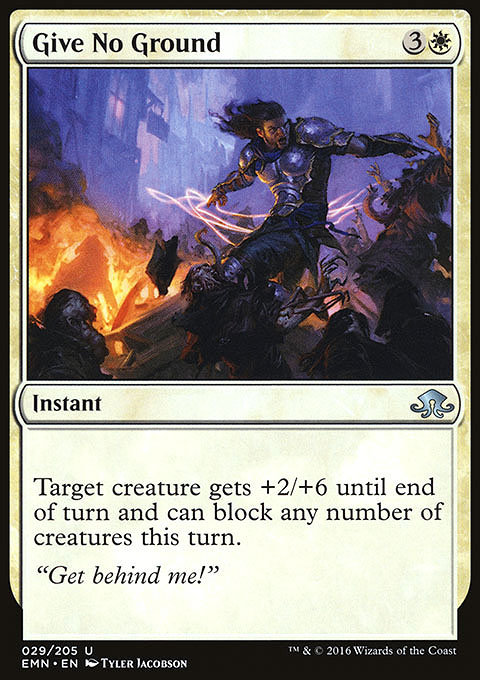 Give No Ground 3
Instant
Target creature gets +2/+6 until end
of turn and can block any number of
creatures this turn.
“Get behind me!”
029/205 U
EMN • EN Tyler Jacobson
™ & © 2016 Wizards of the Coast